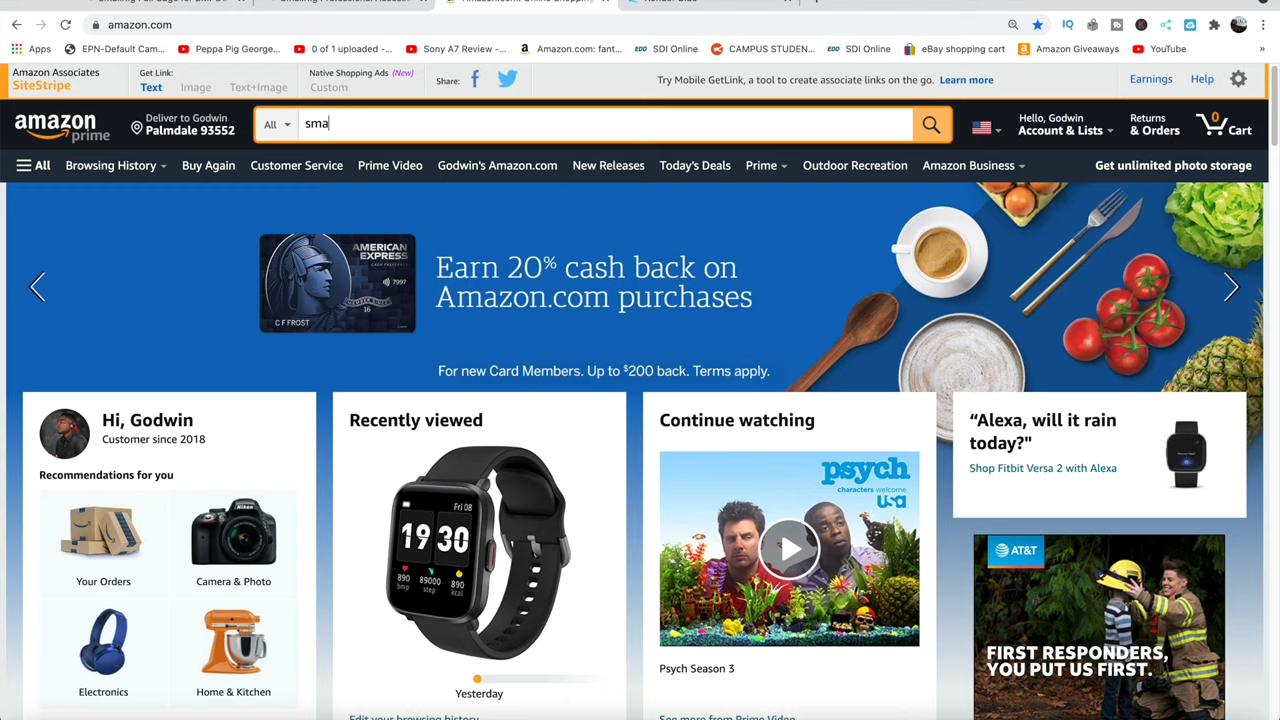 amazon.com
Apps
EPN-Default Cam...
Peppa Pig George...
0 of 1 uploaded -...
Sony A7 Review -...
Amazon.com: fant...
EDD SDI Online
CAMPUS STUDEN...
EDD SDI Online
eBay shopping cart
Amazon Giveaways
YouTube
»
Amazon Associates
SiteStripe
Get Link:
Text Image Text+Image
Native Shopping Ads (New)
Custom
Share:
Try Mobile GetLink, a tool to create associate links on the go. Learn more
Earnings
Help
amazon
prime
Deliver to Godwin
Palmdale 93552
All
sma
Hello, Godwin
Account & Lists
Returns
& Orders
0
Cart
All
Browsing History
Buy Again
Customer Service
Prime Video
Godwin's Amazon.com
New Releases
Today's Deals
Prime
Outdoor Recreation
Amazon Business
Get unlimited photo storage
AMERICAN
EXPRESS
7997
MEMBER SINCE
16
C F FROST
Earn 20% cash back on
Amazon.com purchases
For new Card Members. Up to $200 back. Terms apply.
Hi, Godwin
Customer since 2018
Recommendations for you
Your Orders
Nikon
Camera & Photo
Electronics
Home & Kitchen
Recently viewed
Fri 08
19 30
890
bpm
89000
step
890
kcal
Yesterday
Edit your browsing history
Continue watching
psych
characters welcome.
usa
Psych Season 3
See more from Prime Video
“Alexa, will it rain
today?"
Shop Fitbit Versa 2 with Alexa
AT&T
FIRST RESPONDERS,
YOU PUT US FIRST.